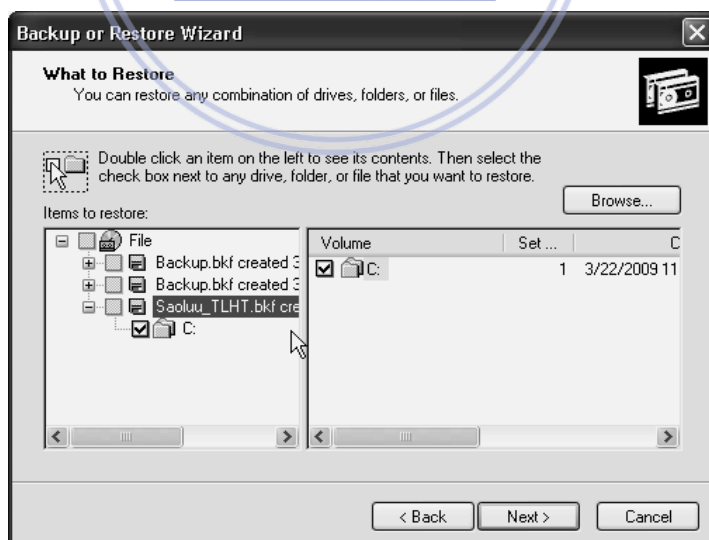 Backup or Restore Wizard
What to Restore
You can restore any combination of drives, folders, or files.
Double click an item on the left to see its contents. Then select the
check box next to any drive, folder, or file that you want to restore.
Browse...
Items to restore:
File
Backup.bkf created 3
Backup.bkf created 3
Saoluu_TLHT.bkf cre
C:
Volume Set ... C
C: 1 3/22/2009 11
< Back Next > Cancel